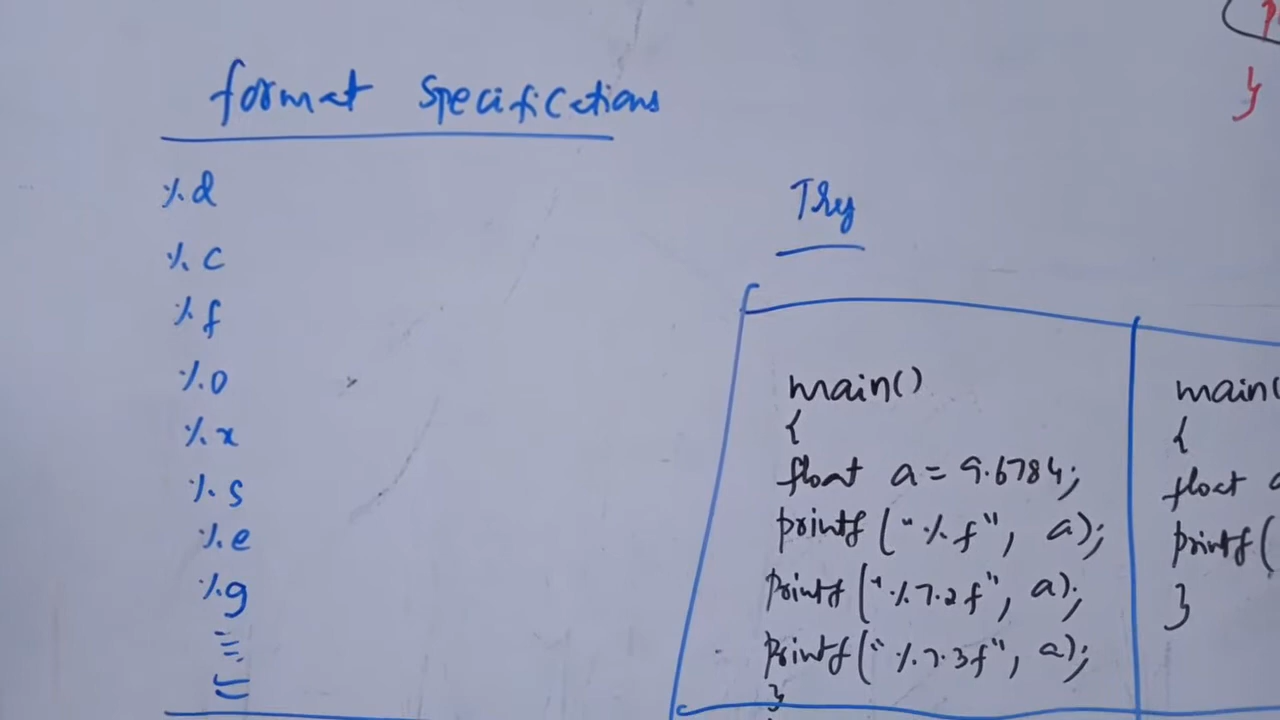 format Specifications
%d
%c
%f
%o
%x
%s
%e
%g
Try
main()
{
float a = 9.6784;
printf("%f", a);
printf("%7.2f", a);
printf("%7.3f", a);
}
main(
{
float a
printf(
}
}